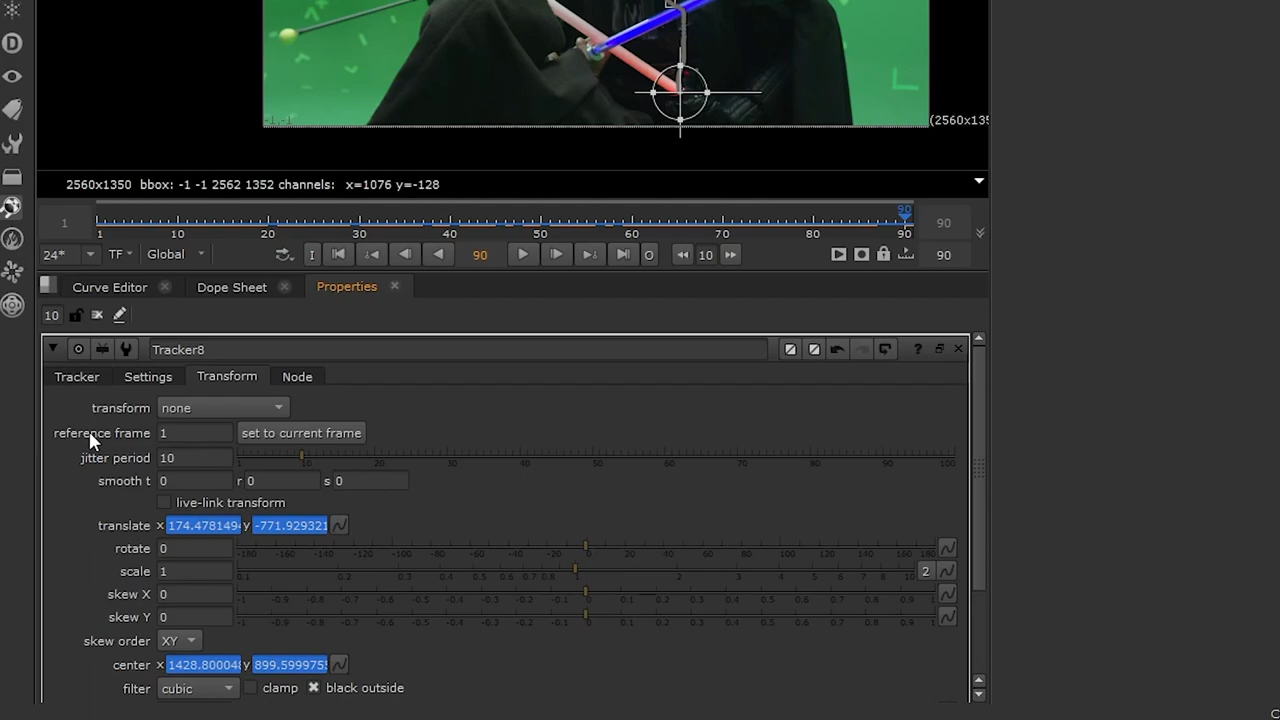 -1,-1
(2560x135
2560x1350 bbox: -1 -1 2562 1352 channels: x=1076 y=-128
1 1 10 20 30 40 50 60 70 80 90 90 90
24* TF Global I 90 O 10 90
Curve Editor Dope Sheet Properties
10
Tracker8 ?
Tracker Settings Transform Node
transform none
reference frame 1 set to current frame
jitter period 10 1 10 20 30 40 50 60 70 80 90 100
smooth t 0 r 0 s 0
live-link transform
translate x 174.4781494 y -771.929321
rotate 0 -180 -160 -140 -120 -100 -80 -60 -40 -20 0 20 40 60 80 100 120 140 160 180
scale 1 0.1 0.2 0.3 0.4 0.5 0.6 0.7 0.8 1 2 3 4 5 6 7 8 10 2
skew X 0 -1 -0.9 -0.8 -0.7 -0.6 -0.5 -0.4 -0.3 -0.2 -0.1 0 0.1 0.2 0.3 0.4 0.5 0.6 0.7 0.8 0.9 1
skew Y 0 -1 -0.9 -0.8 -0.7 -0.6 -0.5 -0.4 -0.3 -0.2 -0.1 0 0.1 0.2 0.3 0.4 0.5 0.6 0.7 0.8 0.9 1
skew order XY
center x 1428.800048 y 899.5999755
filter cubic clamp black outside